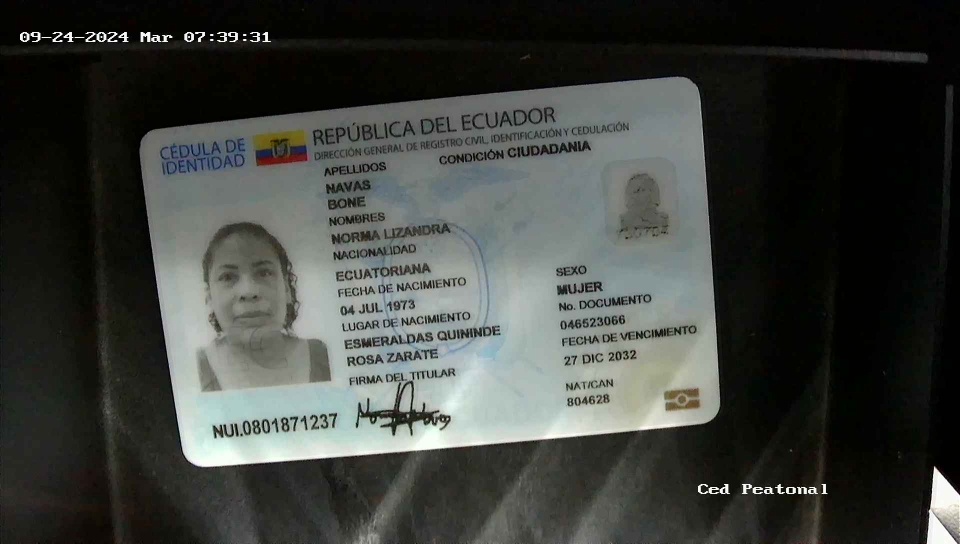 09-24-2024 Mar 07:39:31
CÉDULA DE
IDENTIDAD
REPÚBLICA DEL ECUADOR
DIRECCIÓN GENERAL DE REGISTRO CIVIL, IDENTIFICACIÓN Y CEDULACIÓN
APELLIDOS
CONDICIÓN CIUDADANIA
NAVAS
BONE
NOMBRES
NORMA LIZANDRA
NACIONALIDAD
ECUATORIANA
FECHA DE NACIMIENTO
04 JUL 1973
LUGAR DE NACIMIENTO
ESMERALDAS QUININDE
ROSA ZARATE
FIRMA DEL TITULAR
SEXO
MUJER
No. DOCUMENTO
046523066
FECHA DE VENCIMIENTO
27 DIC 2032
NAT/CAN
804628
NUI.0801871237
Ced Peatonal